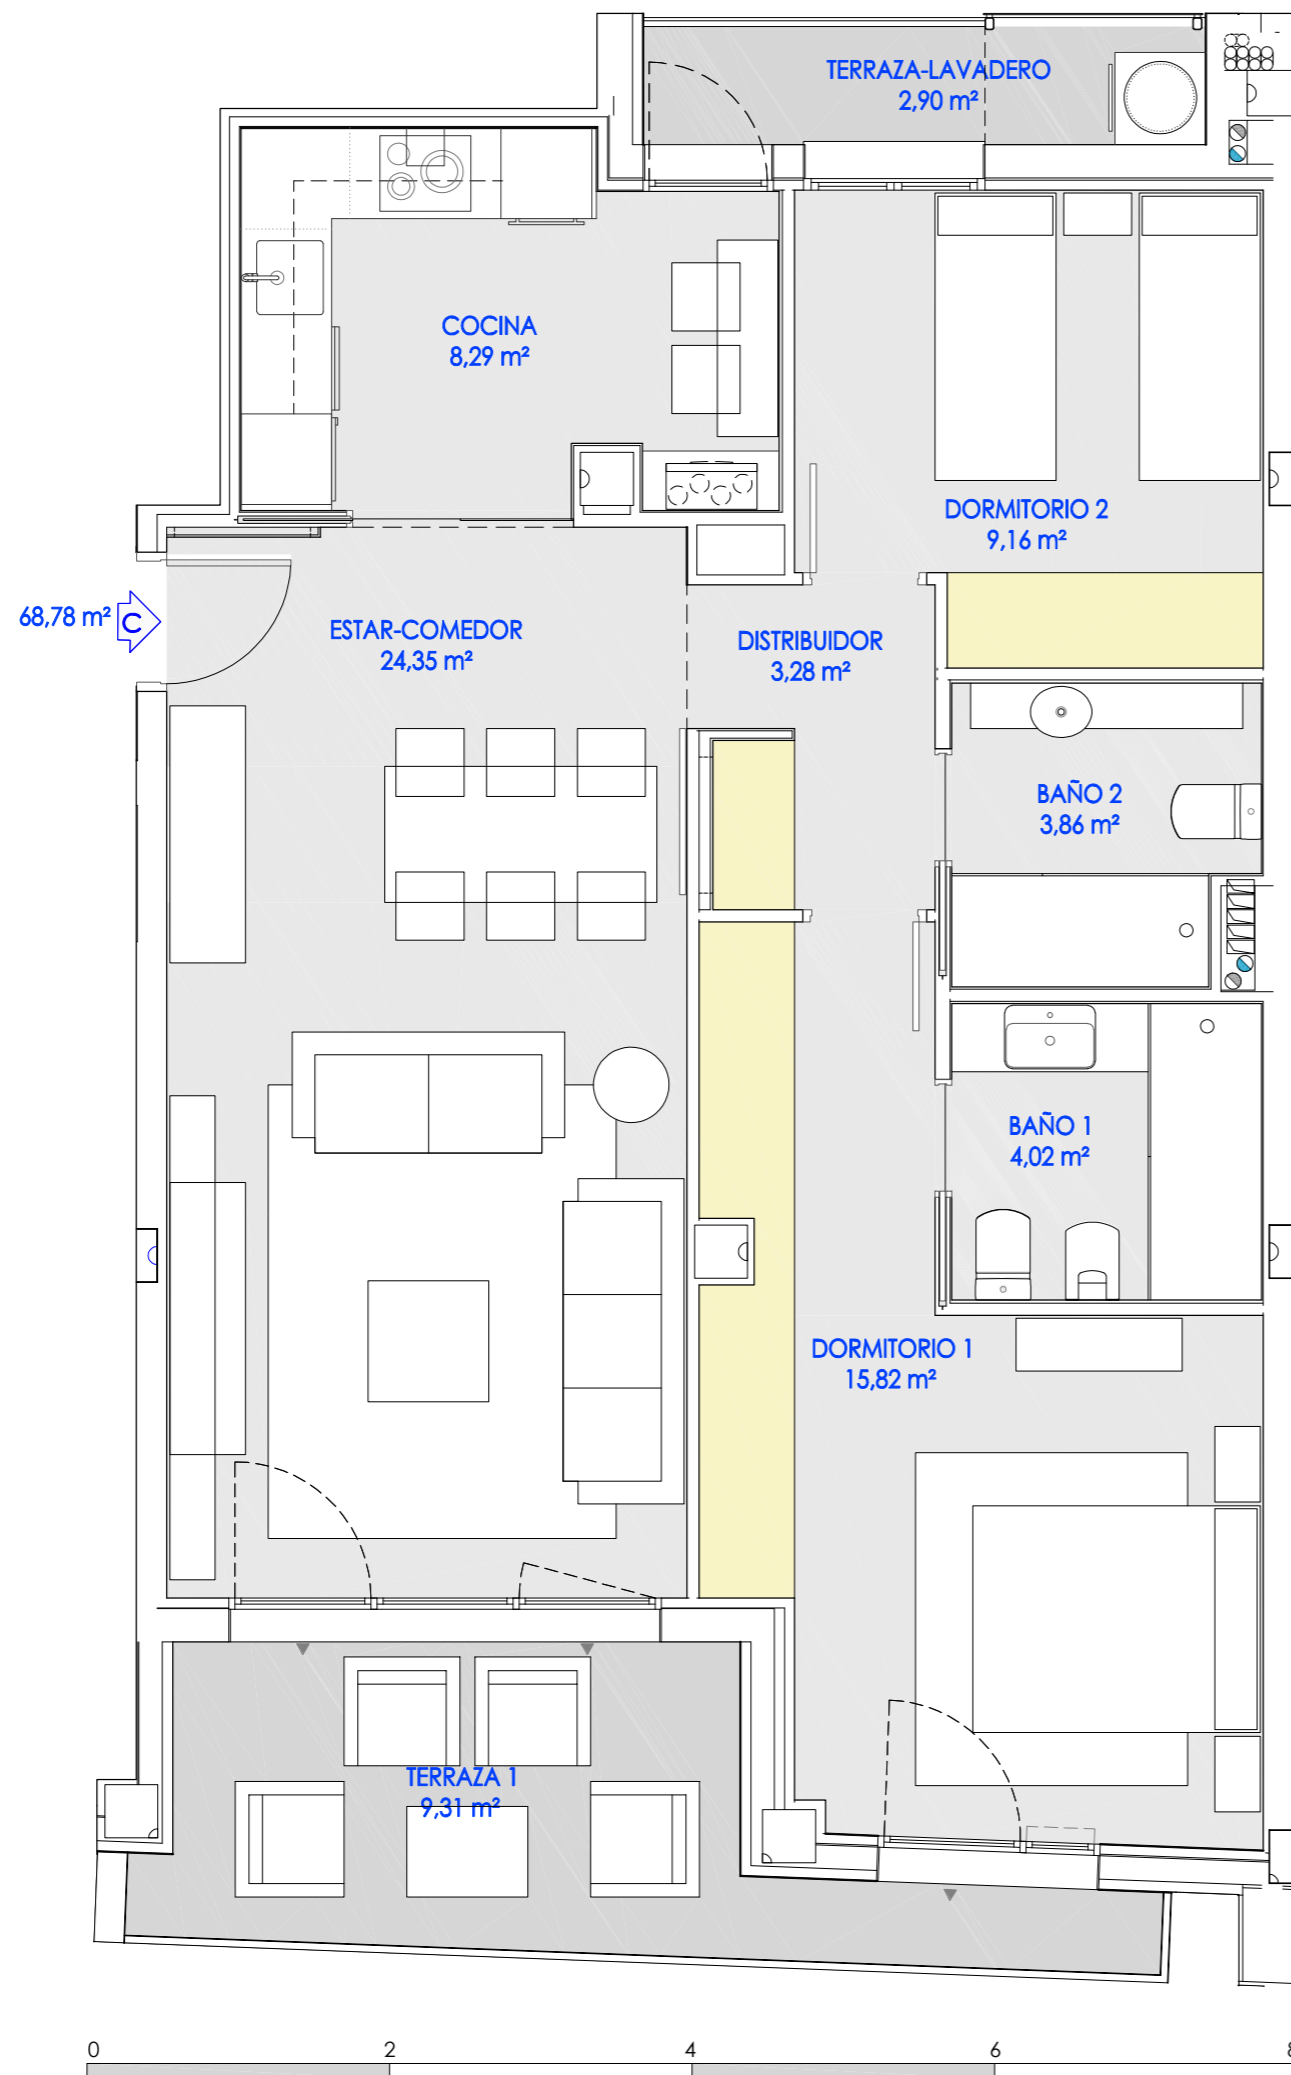 TERRAZA-LAVADERO
2,90 m²
COCINA
8,29 m²
DORMITORIO 2
9,16 m²
68,78 m²
C
ESTAR-COMEDOR
24,35 m²
DISTRIBUIDOR
3,28 m²
BAÑO 2
3,86 m²
BAÑO 1
4,02 m²
DORMITORIO 1
15,82 m²
TERRAZA 1
9,31 m²
0 2 4 6 8